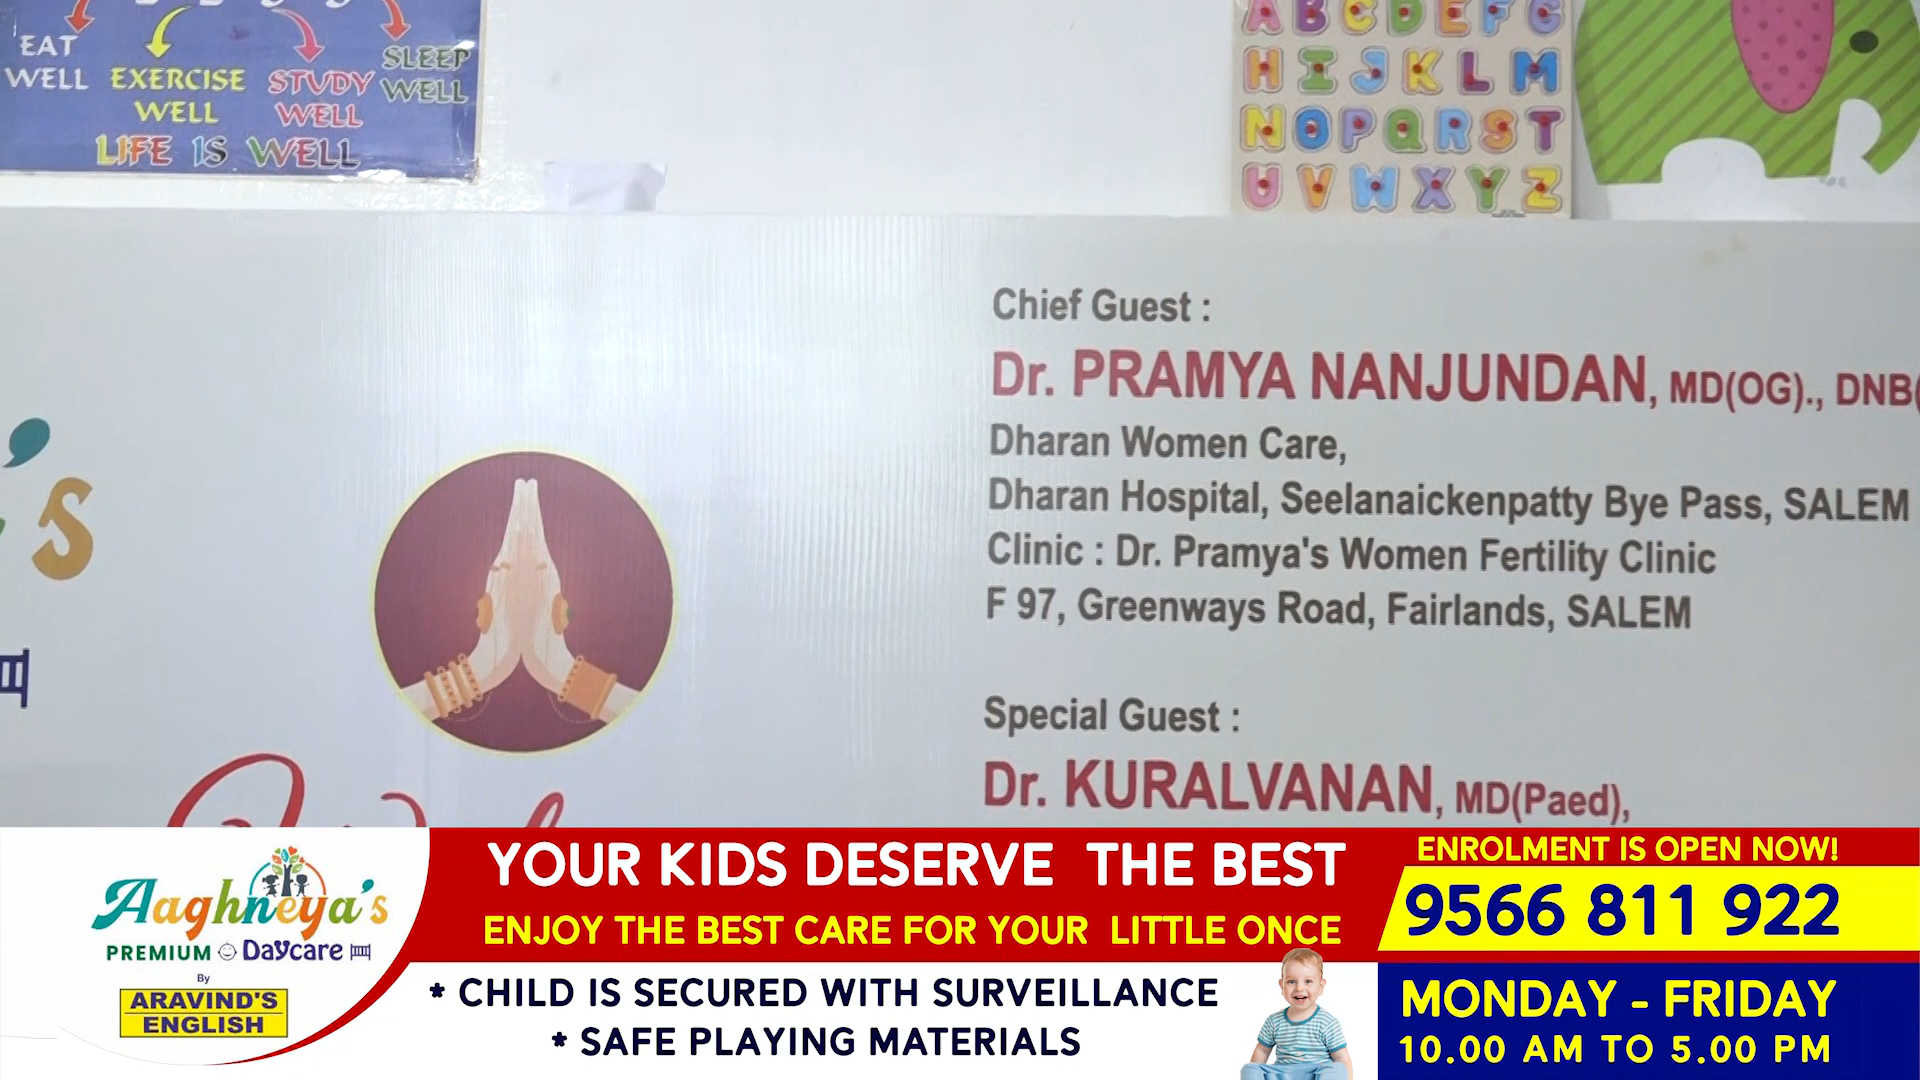 EAT WELL
EXERCISE WELL
STUDY WELL
SLEEP WELL
LIFE IS WELL
A B C D E F G
H I J K L M
N O P Q R S T
U V W X Y Z
's
Chief Guest :
Dr. PRAMYA NANJUNDAN, MD(OG)., DNB(
Dharan Women Care,
Dharan Hospital, Seelanaickenpatty Bye Pass, SALEM
Clinic : Dr. Pramya's Women Fertility Clinic
F 97, Greenways Road, Fairlands, SALEM
Special Guest :
Dr. KURALVANAN, MD(Paed),
Aaghneya's
PREMIUM Daycare
By
ARAVIND'S
ENGLISH
YOUR KIDS DESERVE THE BEST
ENJOY THE BEST CARE FOR YOUR LITTLE ONCE
* CHILD IS SECURED WITH SURVEILLANCE
* SAFE PLAYING MATERIALS
ENROLMENT IS OPEN NOW!
9566 811 922
MONDAY - FRIDAY
10.00 AM TO 5.00 PM